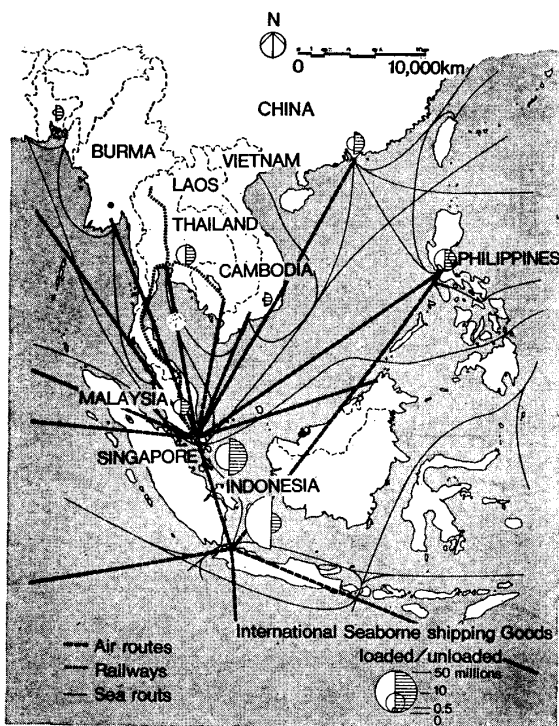 N
0 10,000km
CHINA
BURMA
VIETNAM
LAOS
THAILAND
PHILIPPINES
CAMBODIA
MALAYSIA
SINGAPORE
INDONESIA
International Seaborne shipping Goods
Air routes
loaded/unloaded
Railways
50 millions
10
Sea routs
0.5
0